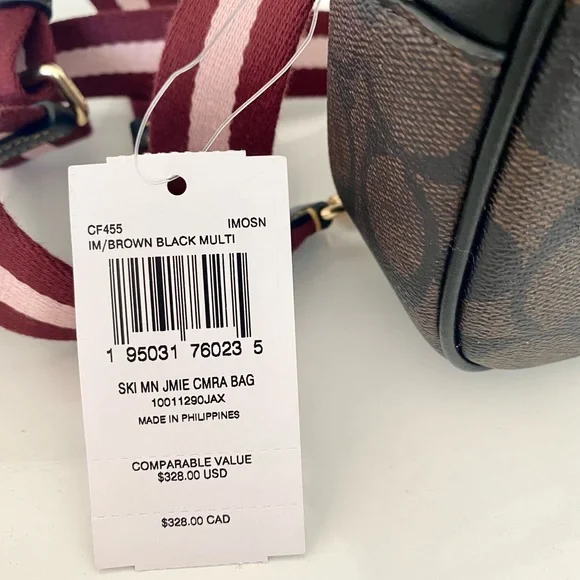 CF455 IMOSN
IM/BROWN BLACK MULTI
1 95031 76023 5
SKI MN JMIE CMRA BAG
10011290JAX
MADE IN PHILIPPINES
COMPARABLE VALUE
$328.00 USD
$328.00 CAD